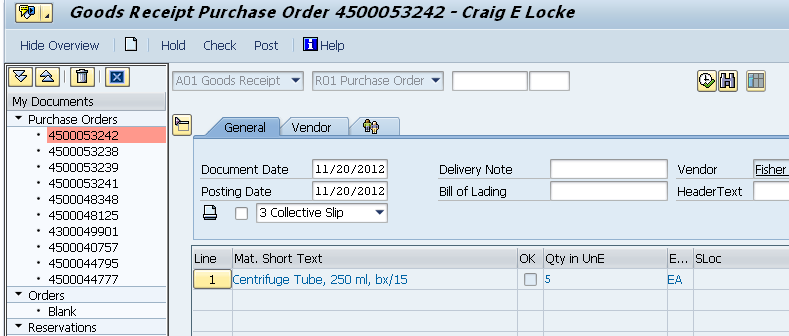 Goods Receipt Purchase Order 4500053242 - Craig E Locke
Hide Overview Hold Check Post Help
A01 Goods Receipt R01 Purchase Order
My Documents
Purchase Orders
4500053242
4500053238
4500053239
4500053241
4500048348
4500048125
4300049901
4500040757
4500044795
4500044777
Orders
Blank
Reservations
General Vendor
Document Date 11/20/2012 Delivery Note Vendor Fisher
Posting Date 11/20/2012 Bill of Lading HeaderText
3 Collective Slip
Line Mat. Short Text OK Qty in UnE E... SLoc
1 Centrifuge Tube, 250 ml, bx/15 5 EA